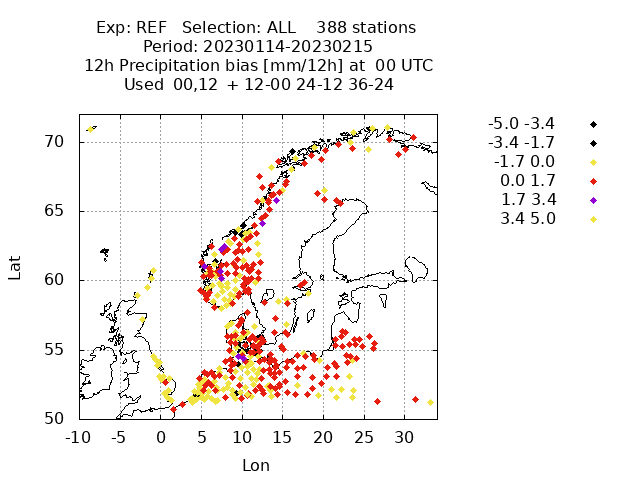 Exp: REF   Selection: ALL    388 stations
Period: 20230114-20230215
12h Precipitation bias [mm/12h] at  00 UTC
Used  00,12  + 12-00 24-12 36-24
-5.0 -3.4
-3.4 -1.7
-1.7 0.0
0.0 1.7
1.7 3.4
3.4 5.0
70
65
60
55
50
Lat
-10 -5 0 5 10 15 20 25 30
Lon